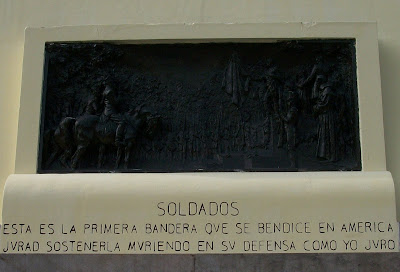 SOLDADOS
ESTA ES LA PRIMERA BANDERA QVE SE BENDICE EN AMERICA
JVRAD SOSTENERLA MVRIENDO EN SV DEFENSA COMO YO JVRO